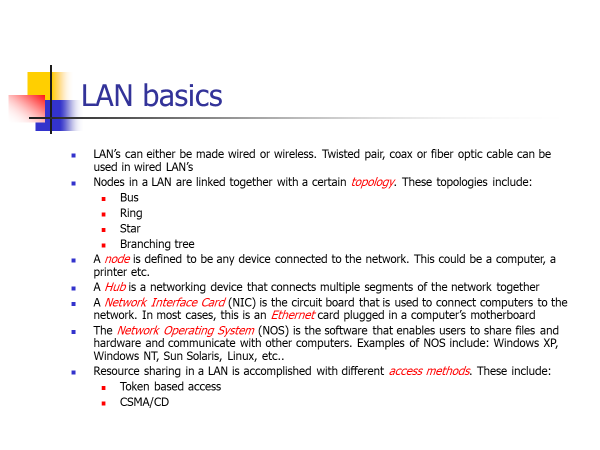 LAN basics
LAN’s can either be made wired or wireless. Twisted pair, coax or fiber optic cable can be
used in wired LAN’s
Nodes in a LAN are linked together with a certain topology. These topologies include:
Bus
Ring
Star
Branching tree
A node is defined to be any device connected to the network. This could be a computer, a
printer etc.
A Hub is a networking device that connects multiple segments of the network together
A Network Interface Card (NIC) is the circuit board that is used to connect computers to the
network. In most cases, this is an Ethernet card plugged in a computer’s motherboard
The Network Operating System (NOS) is the software that enables users to share files and
hardware and communicate with other computers. Examples of NOS include: Windows XP,
Windows NT, Sun Solaris, Linux, etc..
Resource sharing in a LAN is accomplished with different access methods. These include:
Token based access
CSMA/CD